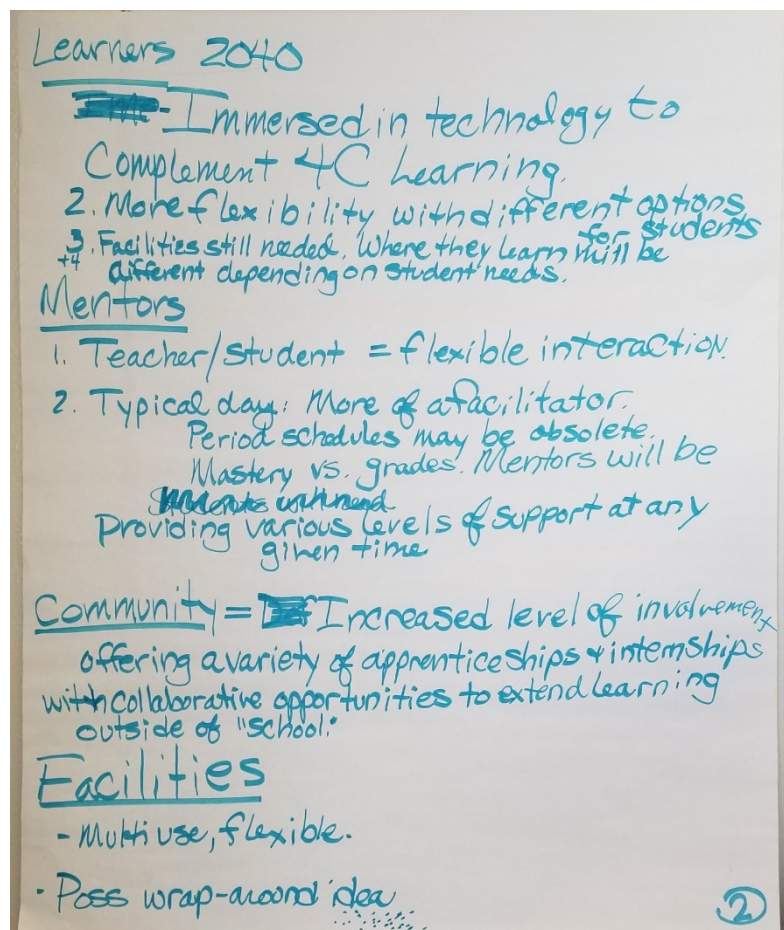 Learners 2040
- Immersed in technology to
Complement 4C Learning.
2. More flexibility with different options
for students
3. Facilities still needed. Where they learn will be
+4 different depending on student needs.
Mentors
1. Teacher/student = flexible interaction.
2. Typical day: More of a facilitator.
Period schedules may be obsolete.
Mastery vs. grades. Mentors will be
Providing various levels of support at any
given time
Community = Increased level of involvement
offering a variety of apprenticeships & internships
with collaborative opportunities to extend learning
outside of "school."
Facilities
- Multi use, flexible.
- Poss wrap-around idea
2